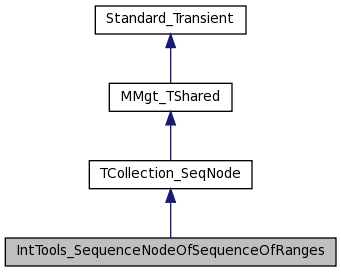 Standard_Transient
MMgt_TShared
TCollection_SeqNode
IntTools_SequenceNodeOfSequenceOfRanges